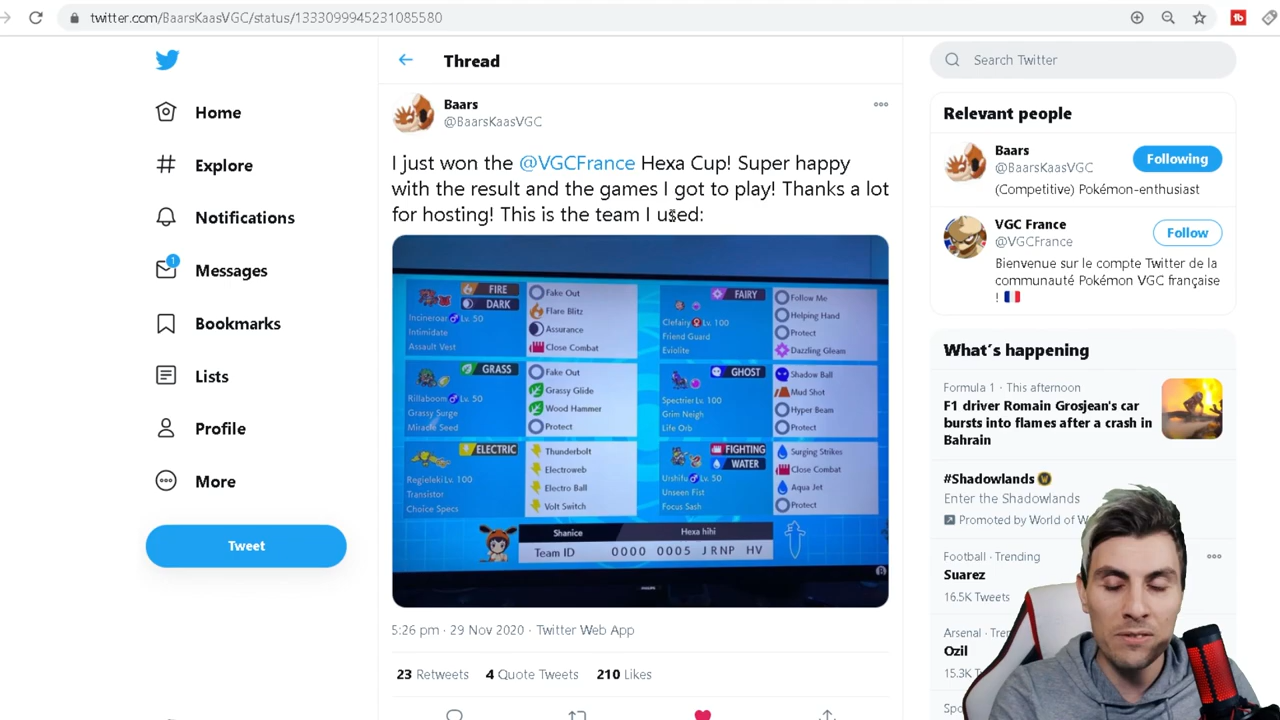 twitter.com/BaarsKaasVGC/status/1333099945231085580
Home
Explore
Notifications
1
Messages
Bookmarks
Lists
Profile
More
Tweet
Thread
Baars
@BaarsKaasVGC
I just won the @VGCFrance Hexa Cup! Super happy
with the result and the games I got to play! Thanks a lot
for hosting! This is the team I used:
FIRE
DARK
Incineroar Lv. 50
Intimidate
Assault Vest
Fake Out
Flare Blitz
Assurance
Close Combat
FAIRY
Clefairy Lv. 100
Friend Guard
Eviolite
Follow Me
Helping Hand
Protect
Dazzling Gleam
GRASS
Rillaboom Lv. 50
Grassy Surge
Miracle Seed
Fake Out
Grassy Glide
Wood Hammer
Protect
GHOST
Spectrier Lv. 100
Grim Neigh
Life Orb
Shadow Ball
Mud Shot
Hyper Beam
Protect
ELECTRIC
Regieleki Lv. 100
Transistor
Choice Specs
Thunderbolt
Electroweb
Electro Ball
Volt Switch
FIGHTING
WATER
Urshifu Lv. 50
Unseen Fist
Focus Sash
Surging Strikes
Close Combat
Aqua Jet
Protect
Shanice
Hexa hihi
Team ID 0000 0005 JRNP HV
5:26 pm · 29 Nov 2020 · Twitter Web App
23 Retweets 4 Quote Tweets 210 Likes
Search Twitter
Relevant people
Baars
@BaarsKaasVGC
Following
(Competitive) Pokémon-enthusiast
VGC France
@VGCFrance
Follow
Bienvenue sur le compte Twitter de la
communauté Pokémon VGC française
!
What's happening
Formula 1 · This afternoon
F1 driver Romain Grosjean's car
bursts into flames after a crash in
Bahrain
#Shadowlands
Enter the Shadowlands
Promoted by World of W
Football · Trending
Suarez
16.5K Tweets
Arsenal · Tren
Ozil
15.3K
Spo